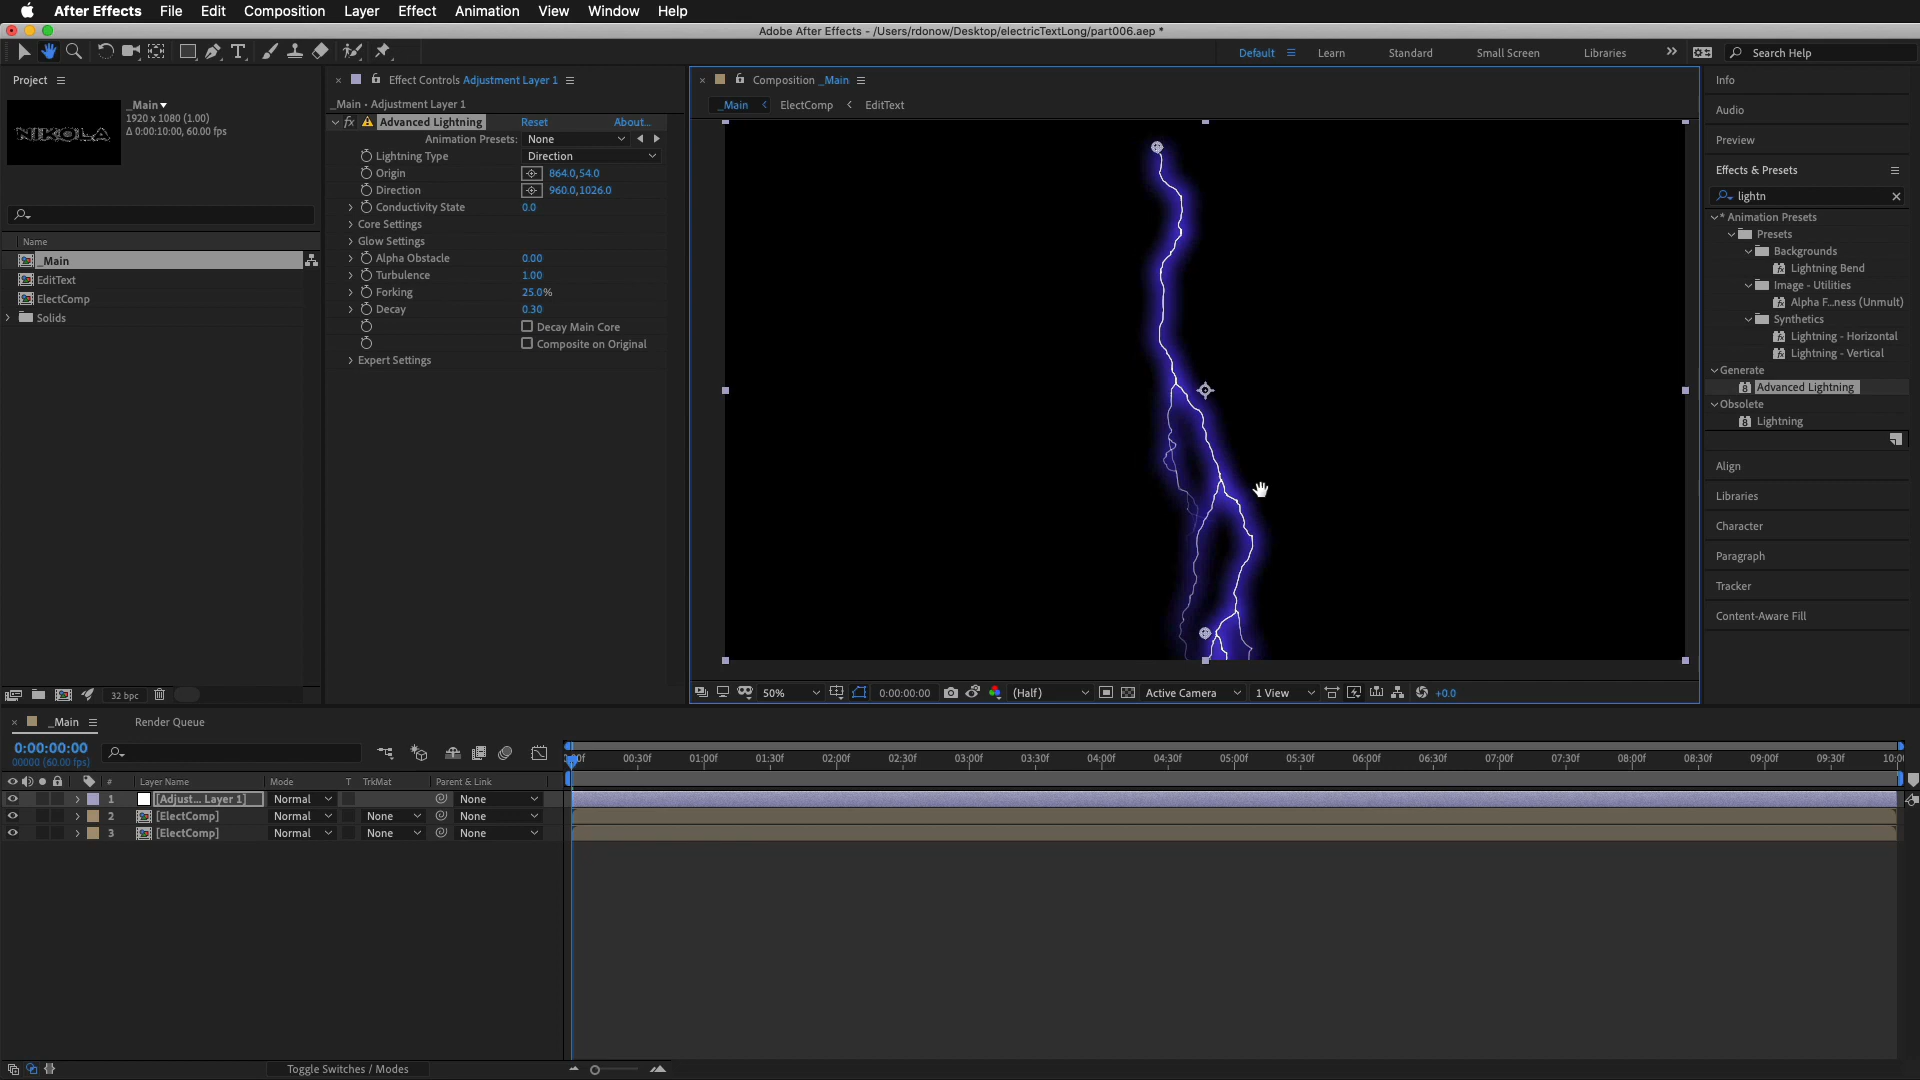 After Effects File Edit Composition Layer Effect Animation View Window Help
Adobe After Effects - /Users/rdonow/Desktop/electricTextLong/part006.aep *
Default Learn Standard Small Screen Libraries Search Help
Project
_Main
1920 x 1080 (1.00)
Δ 0:00:10:00, 60.00 fps
NIKOLA
Name
_Main
EditText
ElectComp
Solids
32 bpc
Effect Controls Adjustment Layer 1
_Main • Adjustment Layer 1
fx Advanced Lightning Reset About...
Animation Presets: None
Lightning Type Direction
Origin 864.0,54.0
Direction 960.0,1026.0
Conductivity State 0.0
Core Settings
Glow Settings
Alpha Obstacle 0.00
Turbulence 1.00
Forking 25.0%
Decay 0.30
Decay Main Core
Composite on Original
Expert Settings
Composition _Main
_Main ElectComp EditText
50% 0:00:00:00 (Half) Active Camera 1 View +0.0
Info
Audio
Preview
Effects & Presets
lightn
* Animation Presets
Presets
Backgrounds
Lightning Bend
Image - Utilities
Alpha F...ness (Unmult)
Synthetics
Lightning - Horizontal
Lightning - Vertical
Generate
Advanced Lightning
Obsolete
Lightning
Align
Libraries
Character
Paragraph
Tracker
Content-Aware Fill
_Main Render Queue
0:00:00:00
00000 (60.00 fps)
00:30f 01:00f 01:30f 02:00f 02:30f 03:00f 03:30f 04:00f 04:30f 05:00f 05:30f 06:00f 06:30f 07:00f 07:30f 08:00f 08:30f 09:00f 09:30f 10:0
# Layer Name Mode T TrkMat Parent & Link
1 [Adjust... Layer 1] Normal None
2 [ElectComp] Normal None None
3 [ElectComp] Normal None None
Toggle Switches / Modes